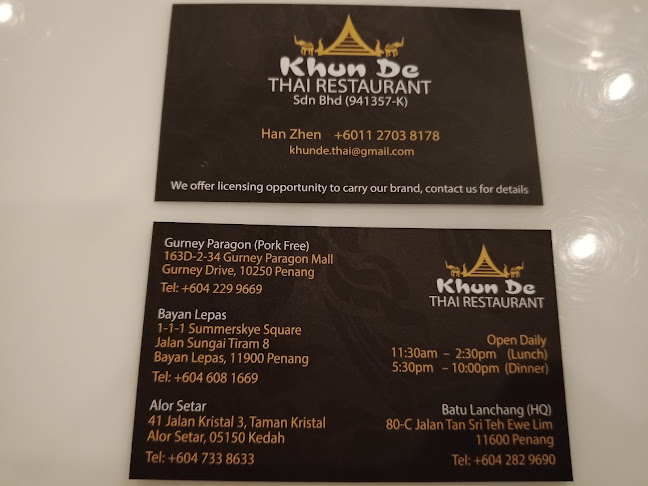 Khun De
THAI RESTAURANT
Sdn Bhd (941357-K)
Han Zhen +6011 2703 8178
khunde.thai@gmail.com
We offer licensing opportunity to carry our brand, contact us for details
Gurney Paragon (Pork Free)
163D-2-34 Gurney Paragon Mall
Gurney Drive, 10250 Penang
Tel: +604 229 9669
Bayan Lepas
1-1-1 Summerskye Square
Jalan Sungai Tiram 8
Bayan Lepas, 11900 Penang
Tel: +604 608 1669
Alor Setar
41 Jalan Kristal 3, Taman Kristal
Alor Setar, 05150 Kedah
Tel: +604 733 8633
Khun De
THAI RESTAURANT
Open Daily
11:30am – 2:30pm (Lunch)
5:30pm – 10:00pm (Dinner)
Batu Lanchang (HQ)
80-C Jalan Tan Sri Teh Ewe Lim
11600 Penang
Tel: +604 282 9690